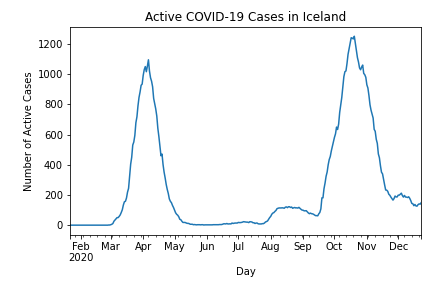 Active COVID-19 Cases in Iceland
Number of Active Cases
1200
1000
800
600
400
200
0
Feb Mar Apr May Jun Jul Aug Sep Oct Nov Dec
2020
Day